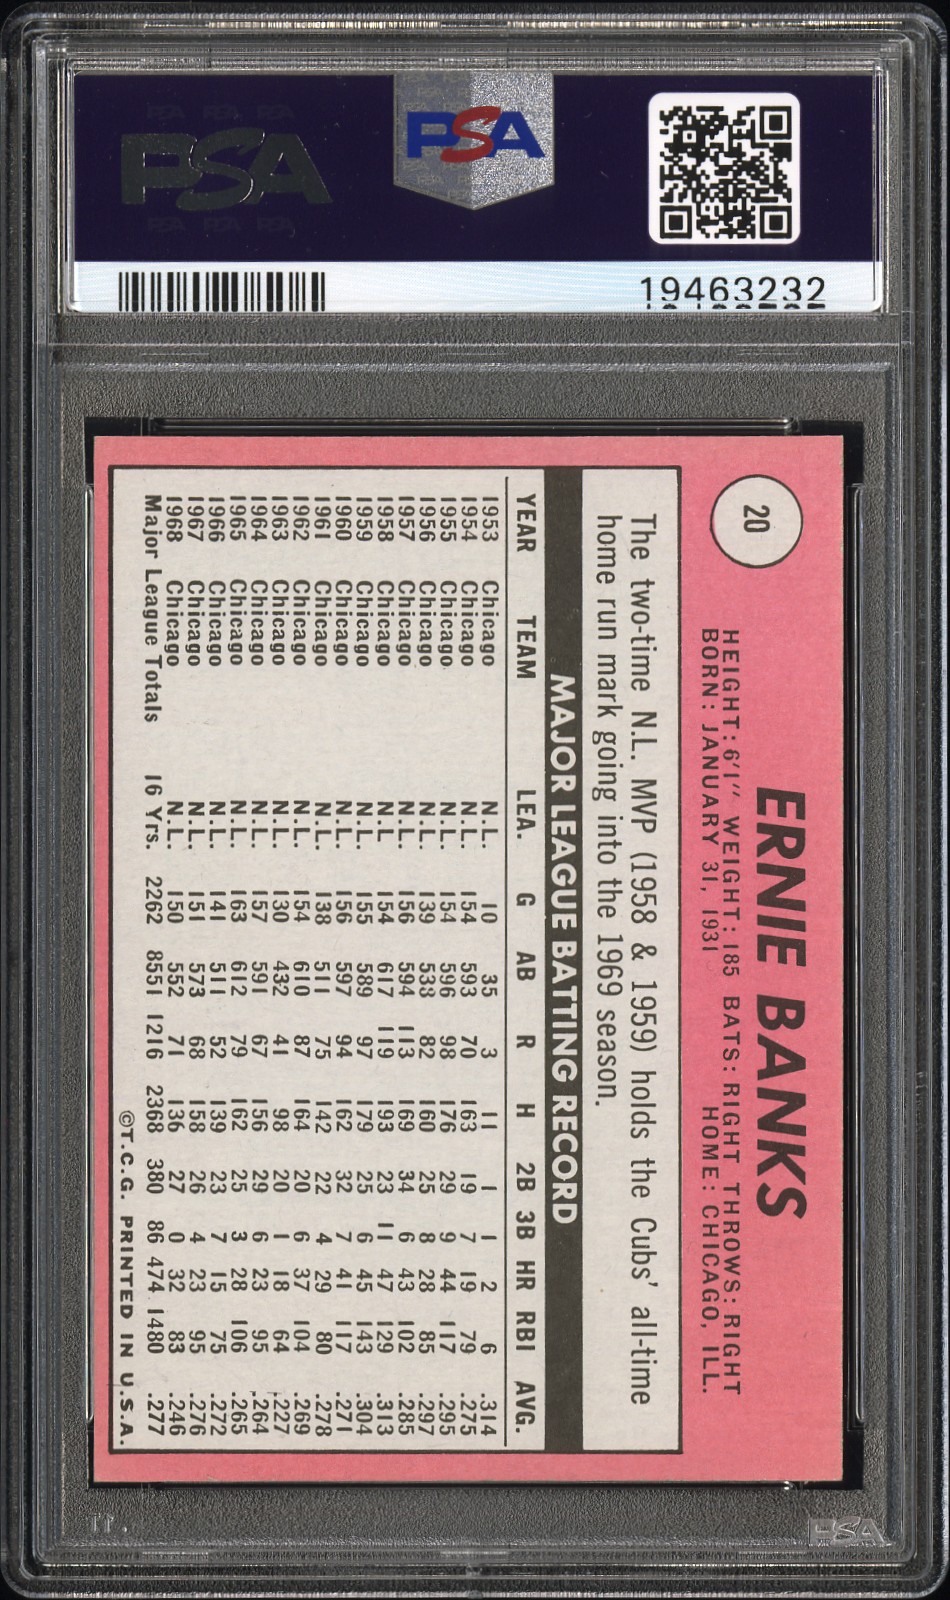 PSA
PSA
19463232
20
ERNIE BANKS
HEIGHT: 6'1" WEIGHT: 185 BATS: RIGHT THROWS: RIGHT
BORN: JANUARY 31, 1931 HOME: CHICAGO, ILL.
The two-time N.L. MVP (1958 & 1959) holds the Cubs' all-time
home run mark going into the 1969 season.
MAJOR LEAGUE BATTING RECORD
YEAR TEAM LEA. G AB R H 2B 3B HR RBI AVG.
1953 Chicago N.L. 10 35 3 11 1 1 2 6 .314
1954 Chicago N.L. 154 593 70 163 19 7 19 79 .275
1955 Chicago N.L. 154 596 98 176 29 9 44 117 .295
1956 Chicago N.L. 139 538 82 160 25 8 28 85 .297
1957 Chicago N.L. 156 594 113 169 34 6 43 102 .285
1958 Chicago N.L. 154 617 119 193 23 11 47 129 .313
1959 Chicago N.L. 155 589 97 179 25 6 45 143 .304
1960 Chicago N.L. 156 597 94 162 32 7 41 117 .271
1961 Chicago N.L. 138 511 75 142 22 4 29 80 .278
1962 Chicago N.L. 154 610 87 164 20 6 37 104 .269
1963 Chicago N.L. 130 432 41 98 20 1 18 64 .227
1964 Chicago N.L. 157 591 67 156 29 6 23 95 .264
1965 Chicago N.L. 163 612 79 162 25 3 28 106 .265
1966 Chicago N.L. 141 511 52 139 23 7 15 75 .272
1967 Chicago N.L. 151 573 68 158 26 4 23 95 .276
1968 Chicago N.L. 150 552 71 136 27 0 32 83 .246
Major League Totals 16 Yrs. 2262 8551 1216 2368 380 86 474 1480 .277
©T.C.G. PRINTED IN U.S.A.
PSA